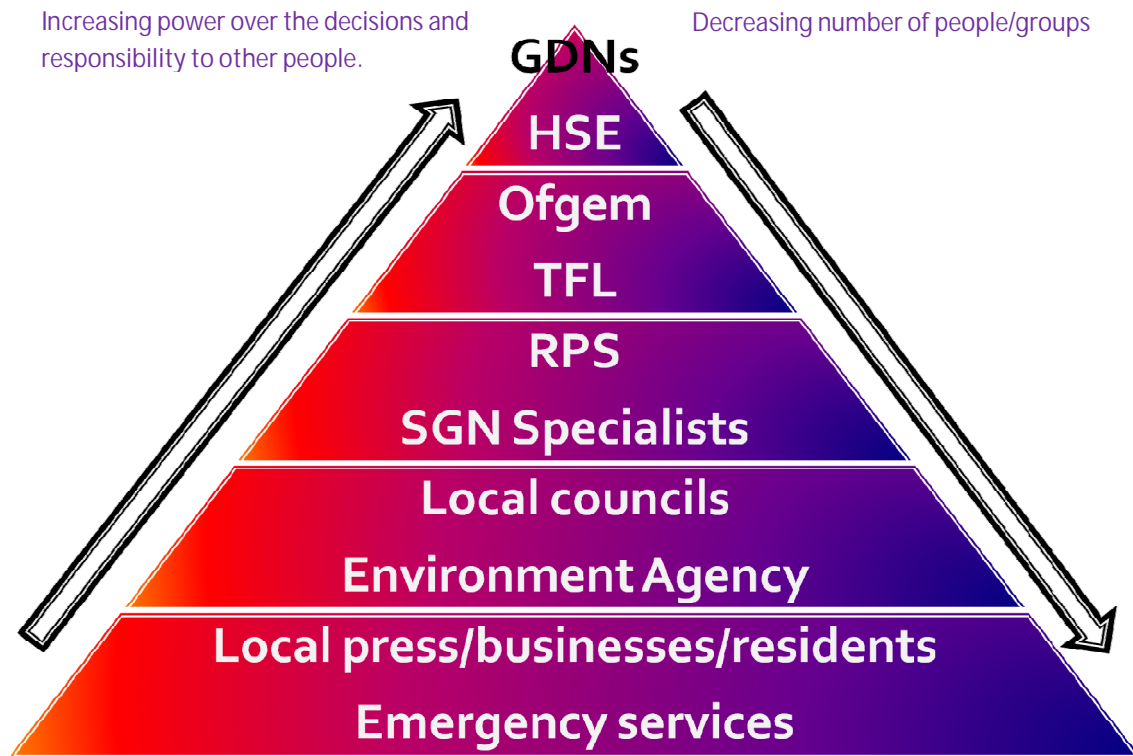 Increasing power over the decisions and
responsibility to other people.
Decreasing number of people/groups
GDNs
HSE
Ofgem
TFL
RPS
SGN Specialists
Local councils
Environment Agency
Local press/businesses/residents
Emergency services